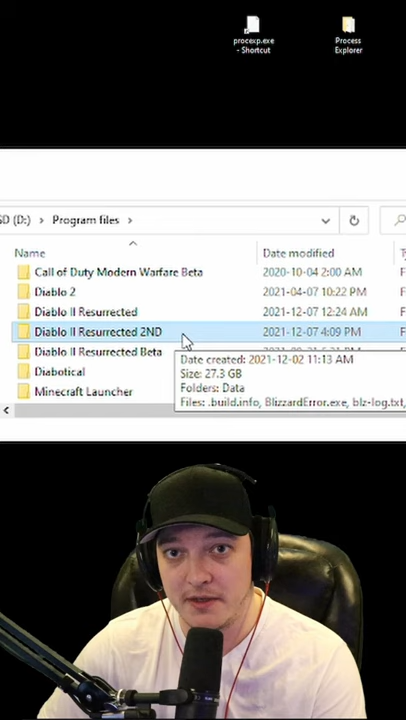 procexp.exe
- Shortcut
Process
Explorer
SD (D:) > Program files >
Name
Date modified
Call of Duty Modern Warfare Beta
2020-10-04 2:00 AM
F
Diablo 2
2021-04-07 10:22 PM
F
Diablo II Resurrected
2021-12-07 12:24 AM
F
Diablo II Resurrected 2ND
2021-12-07 4:09 PM
F
Diablo II Resurrected Beta
Date created: 2021-12-02 11:13 AM
Diabotical
Size: 27.3 GB
Folders: Data
Minecraft Launcher
Files: .build.info, BlizzardError.exe, blz-log.txt,